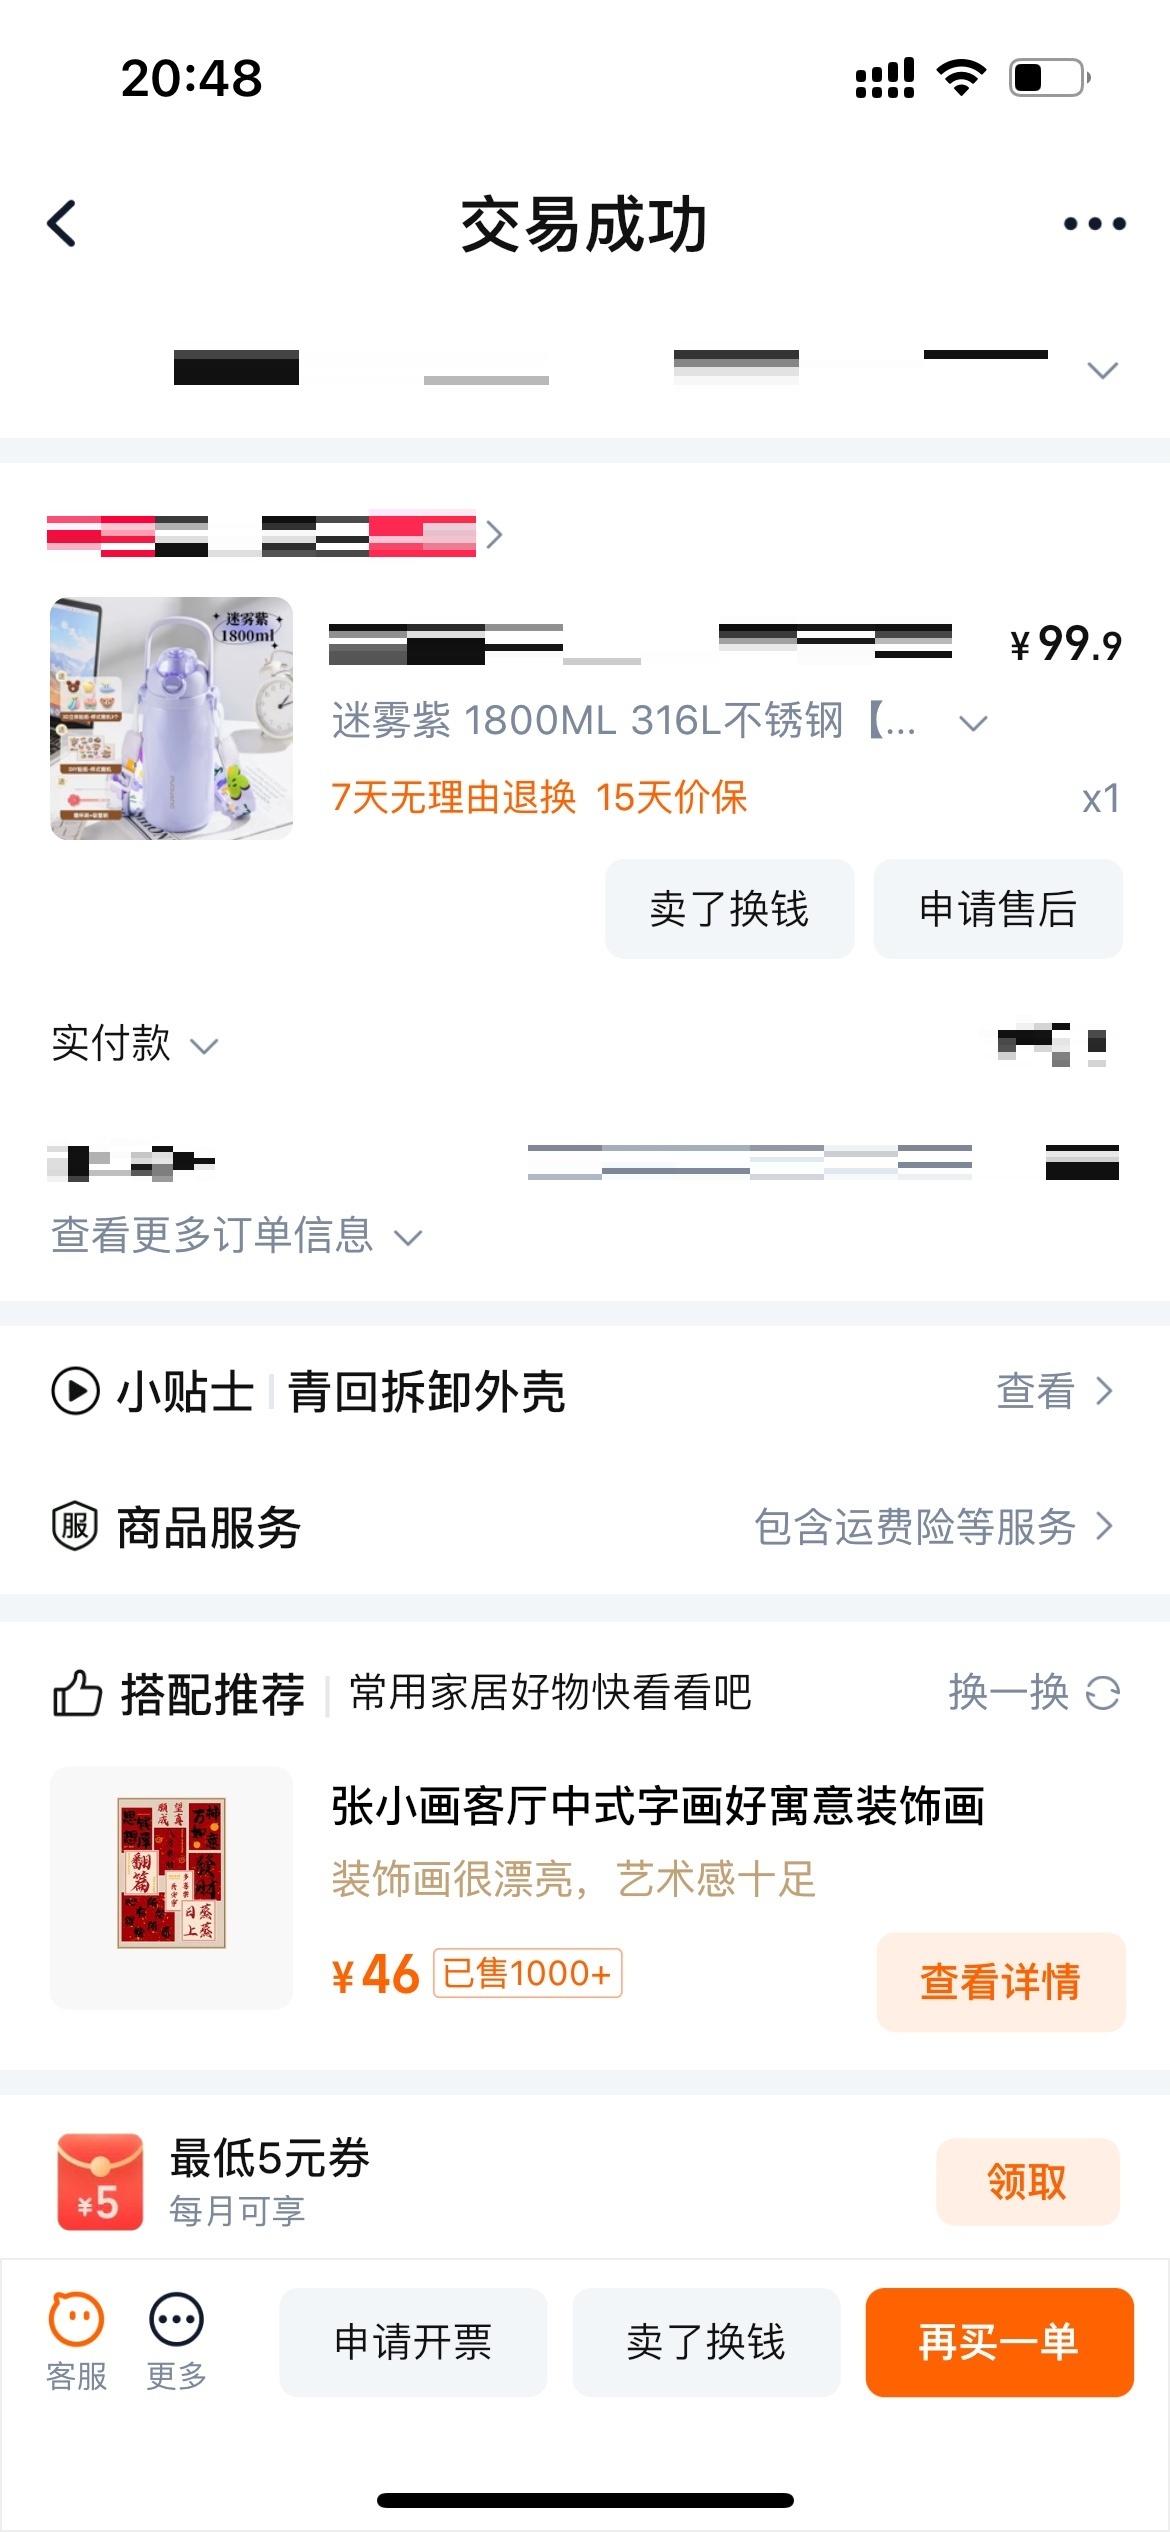 20:48
交易成功
迷雾紫
1800ml
¥99.9
迷雾紫 1800ML 316L不锈钢【...
7天无理由退换 15天价保
x1
卖了换钱
申请售后
实付款
查看更多订单信息
小贴士 青回拆卸外壳
查看
服 商品服务
包含运费险等服务
搭配推荐 常用家居好物快看看吧
换一换
张小画客厅中式字画好寓意装饰画
装饰画很漂亮，艺术感十足
翻篇
發财
¥46 已售1000+
查看详情
¥5
最低5元券
每月可享
领取
客服
更多
申请开票
卖了换钱
再买一单